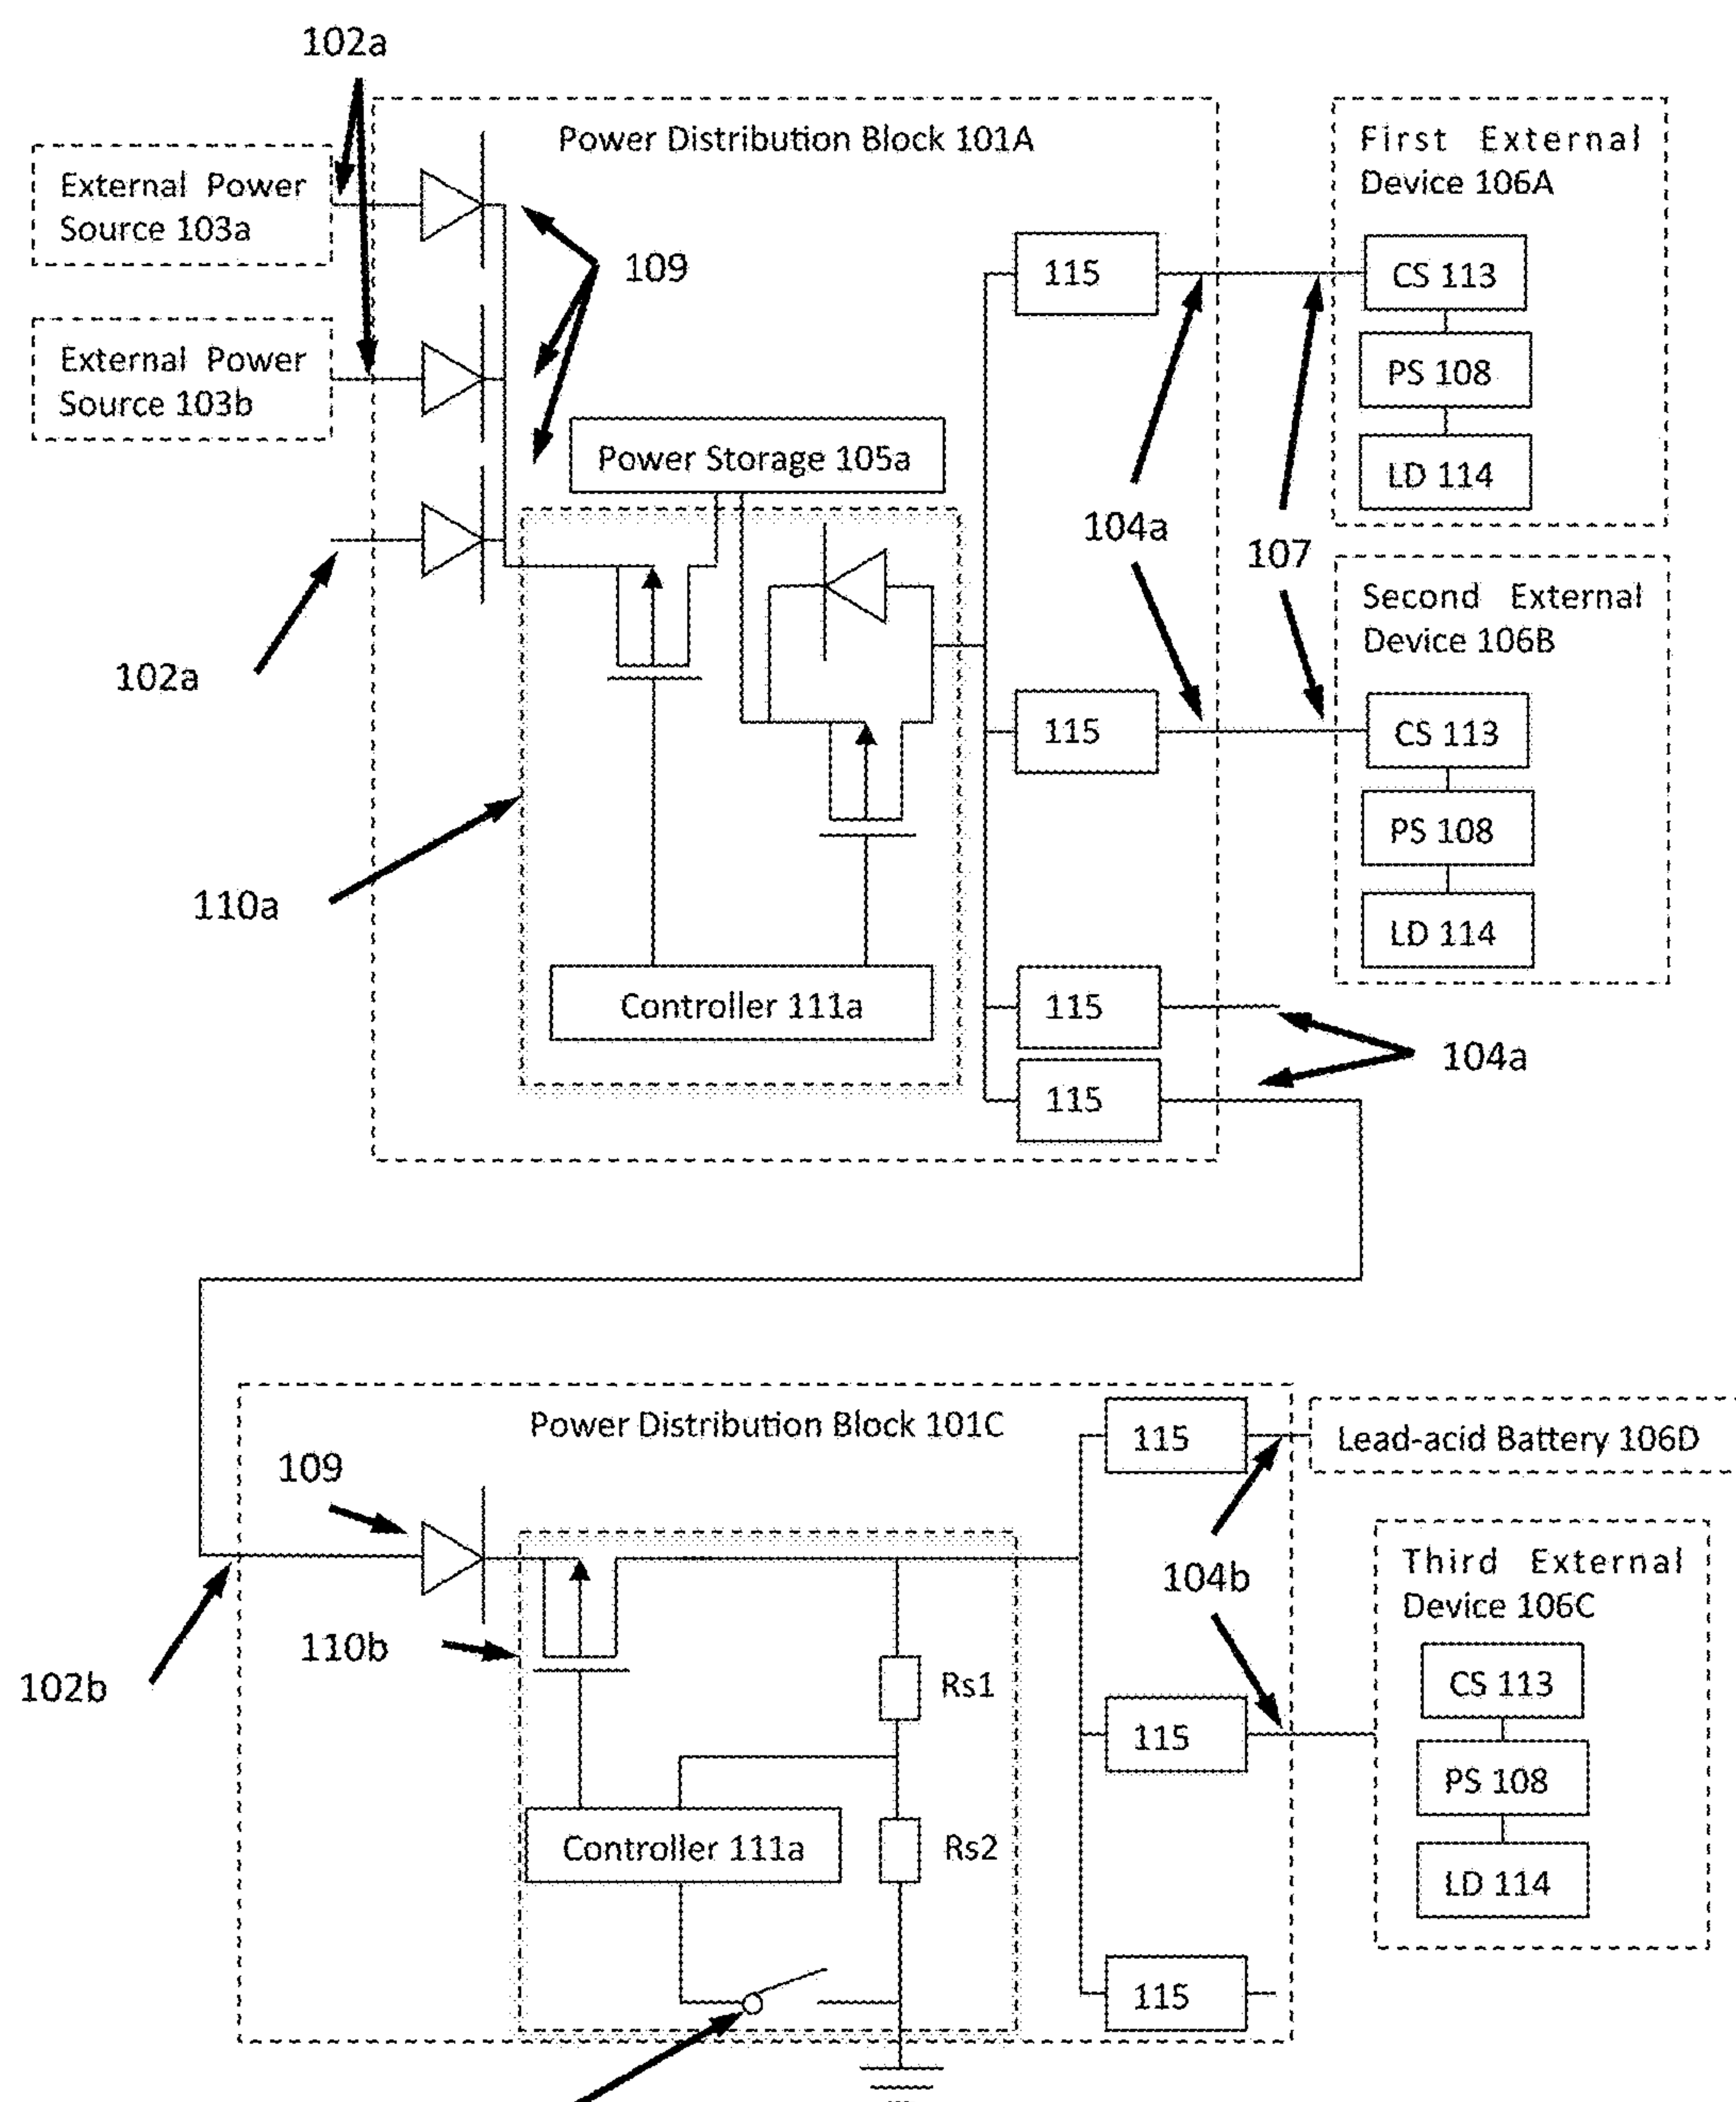 102a
Power Distribution Block 101A
First External
Device 106A
External Power
Source 103a
109
115
CS 113
External Power
Source 103b
PS 108
Power Storage 105a
LD 114
104a
107
Second External
Device 106B
102a
115
CS 113
PS 108
110a
LD 114
Controller 111a
115
104a
115
Power Distribution Block 101C
115
Lead-acid Battery 106D
109
Third External
Device 106C
104b
110b
102b
Rs1
CS 113
115
PS 108
Controller 111a
Rs2
LD 114
115